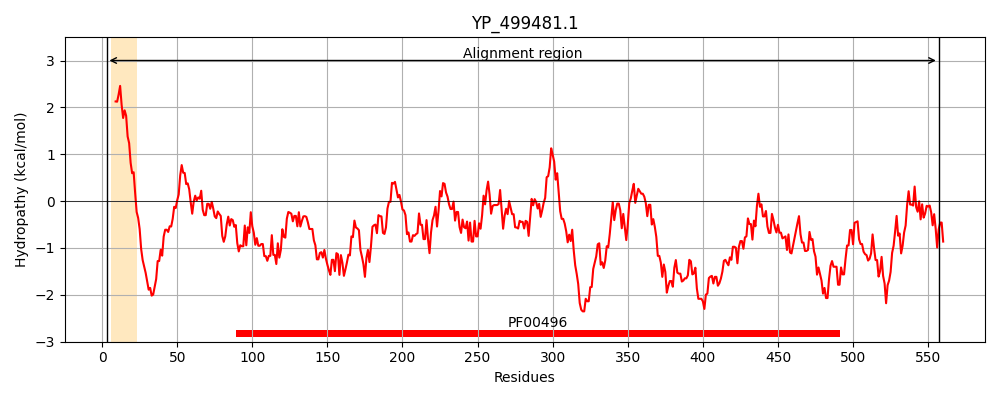 YP_499481.1
Alignment region
Hydropathy (kcal/mol)
3
2
1
0
−1
−2
−3
PF00496
0 50 100 150 200 250 300 350 400 450 500 550
Residues